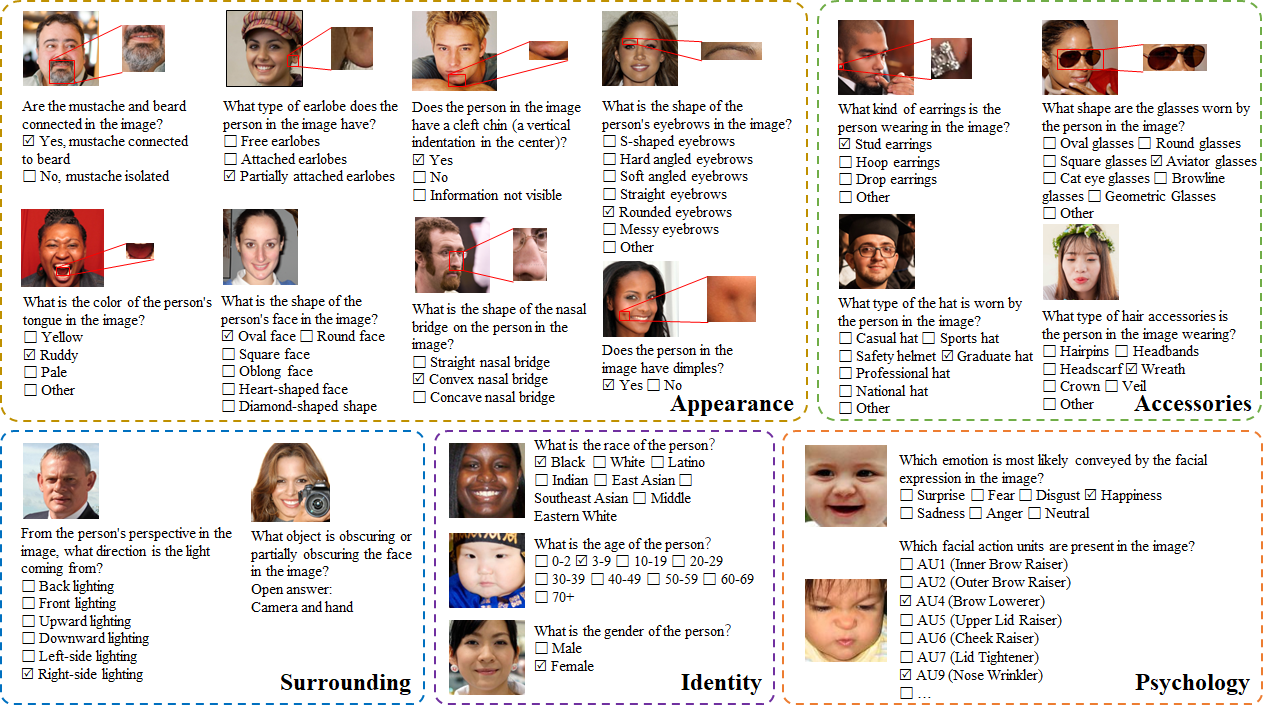 Are the mustache and beard
connected in the image?
☑ Yes, mustache connected
to beard
☐ No, mustache isolated
What type of earlobe does the
person in the image have?
☐ Free earlobes
☐ Attached earlobes
☑ Partially attached earlobes
Does the person in the image
have a cleft chin (a vertical
indentation in the center)?
☑ Yes
☐ No
☐ Information not visible
What is the shape of the
person's eyebrows in the image?
☐ S-shaped eyebrows
☐ Hard angled eyebrows
☐ Soft angled eyebrows
☐ Straight eyebrows
☑ Rounded eyebrows
☐ Messy eyebrows
☐ Other
What is the color of the person's
tongue in the image?
☐ Yellow
☑ Ruddy
☐ Pale
☐ Other
What is the shape of the
person's face in the image?
☑ Oval face ☐ Round face
☐ Square face
☐ Oblong face
☐ Heart-shaped face
☐ Diamond-shaped shape
What is the shape of the nasal
bridge on the person in the
image?
☐ Straight nasal bridge
☑ Convex nasal bridge
☐ Concave nasal bridge
Does the person in the
image have dimples?
☑ Yes ☐ No
Appearance
What kind of earrings is the
person wearing in the image?
☑ Stud earrings
☐ Hoop earrings
☐ Drop earrings
☐ Other
What shape are the glasses worn by
the person in the image?
☐ Oval glasses ☐ Round glasses
☐ Square glasses ☑ Aviator glasses
☐ Cat eye glasses ☐ Browline
glasses ☐ Geometric Glasses
☐ Other
What type of the hat is worn by
the person in the image?
☐ Casual hat ☐ Sports hat
☐ Safety helmet ☑ Graduate hat
☐ Professional hat
☐ National hat
☐ Other
What type of hair accessories is
the person in the image wearing?
☐ Hairpins ☐ Headbands
☐ Headscarf ☑ Wreath
☐ Crown ☐ Veil
☐ Other
Accessories
From the person's perspective in the
image, what direction is the light
coming from?
☐ Back lighting
☐ Front lighting
☐ Upward lighting
☐ Downward lighting
☐ Left-side lighting
☑ Right-side lighting
What object is obscuring or
partially obscuring the face
in the image?
Open answer:
Camera and hand
Surrounding
What is the race of the person?
☑ Black ☐ White ☐ Latino
☐ Indian ☐ East Asian ☐
Southeast Asian ☐ Middle
Eastern White
What is the age of the person?
☐ 0-2 ☑ 3-9 ☐ 10-19 ☐ 20-29
☐ 30-39 ☐ 40-49 ☐ 50-59 ☐ 60-69
☐ 70+
What is the gender of the person?
☐ Male
☑ Female
Identity
Which emotion is most likely conveyed by the facial
expression in the image?
☐ Surprise ☐ Fear ☐ Disgust ☑ Happiness
☐ Sadness ☐ Anger ☐ Neutral
Which facial action units are present in the image?
☐ AU1 (Inner Brow Raiser)
☐ AU2 (Outer Brow Raiser)
☑ AU4 (Brow Lowerer)
☐ AU5 (Upper Lid Raiser)
☐ AU6 (Cheek Raiser)
☐ AU7 (Lid Tightener)
☑ AU9 (Nose Wrinkler)
☐ …
Psychology